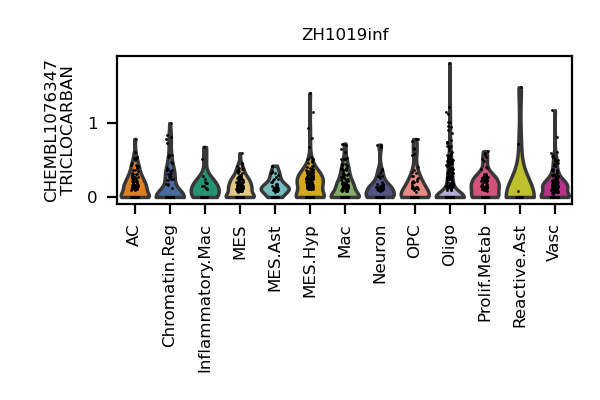 ZH1019inf
CHEMBL1076347
TRICLOCARBAN
1
0
AC
Chromatin.Reg
Inflammatory.Mac
MES
MES.Ast
MES.Hyp
Mac
Neuron
OPC
Oligo
Prolif.Metab
Reactive.Ast
Vasc